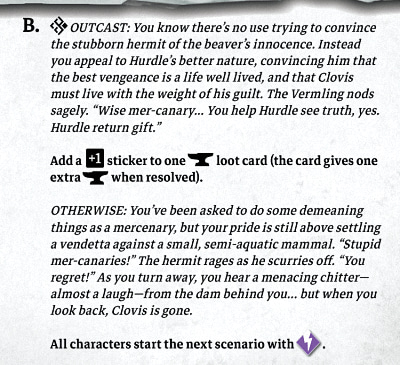 B. OUTCAST: You know there's no use trying to convince
the stubborn hermit of the beaver's innocence. Instead
you appeal to Hurdle's better nature, convincing him that
the best vengeance is a life well lived, and that Clovis
must live with the weight of his guilt. The Vermling nods
sagely. “Wise mer-canary... You help Hurdle see truth, yes.
Hurdle return gift.”
Add a +1 sticker to one loot card (the card gives one
extra when resolved).
OTHERWISE: You've been asked to do some demeaning
things as a mercenary, but your pride is still above settling
a vendetta against a small, semi-aquatic mammal. “Stupid
mer-canaries!” The hermit rages as he scurries off. “You
regret!” As you turn away, you hear a menacing chitter—
almost a laugh—from the dam behind you... but when you
look back, Clovis is gone.
All characters start the next scenario with .